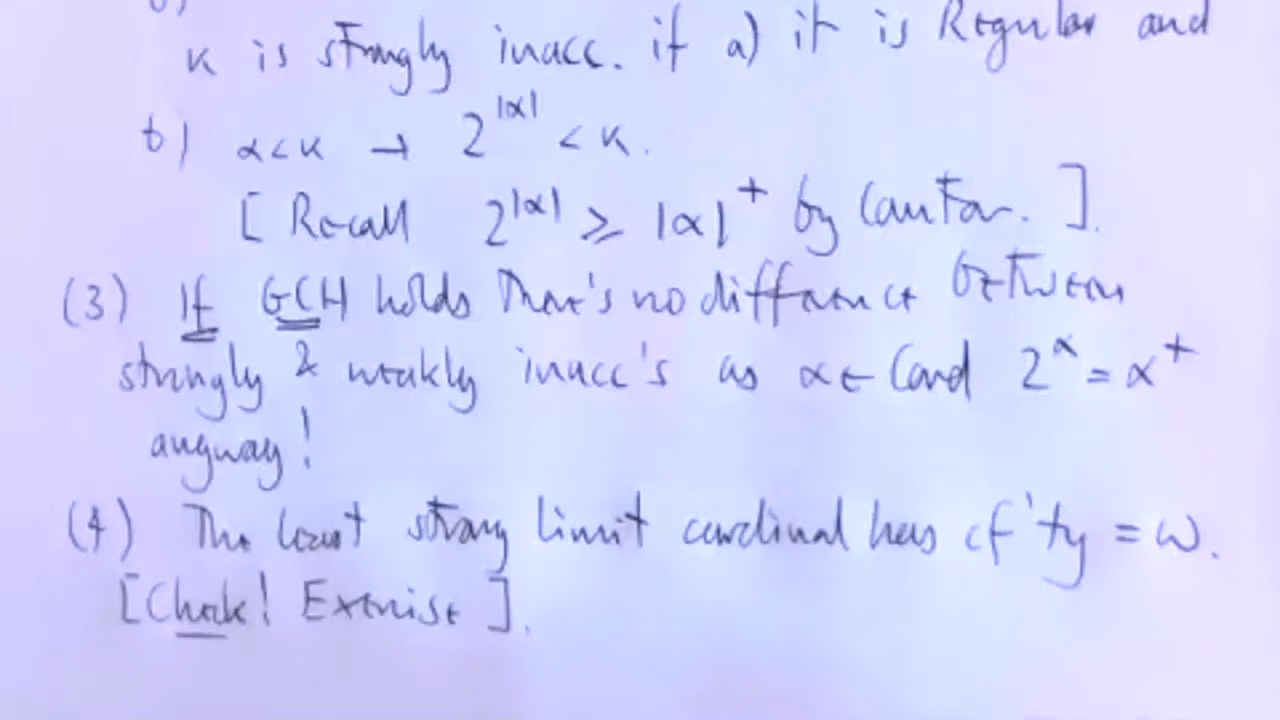 κ is strongly inacc. if a) it is Regular and
b) α<κ → 2^|α| < κ.
[ Recall 2^|α| ≥ |α|^+ by Cantor. ].
(3) If GCH holds there's no difference between
strongly & weakly inacc's as α ∈ Card 2^α = α^+
anyway!
(4) The least strong limit cardinal has cf'ty = ω.
[Check! Exercise ].